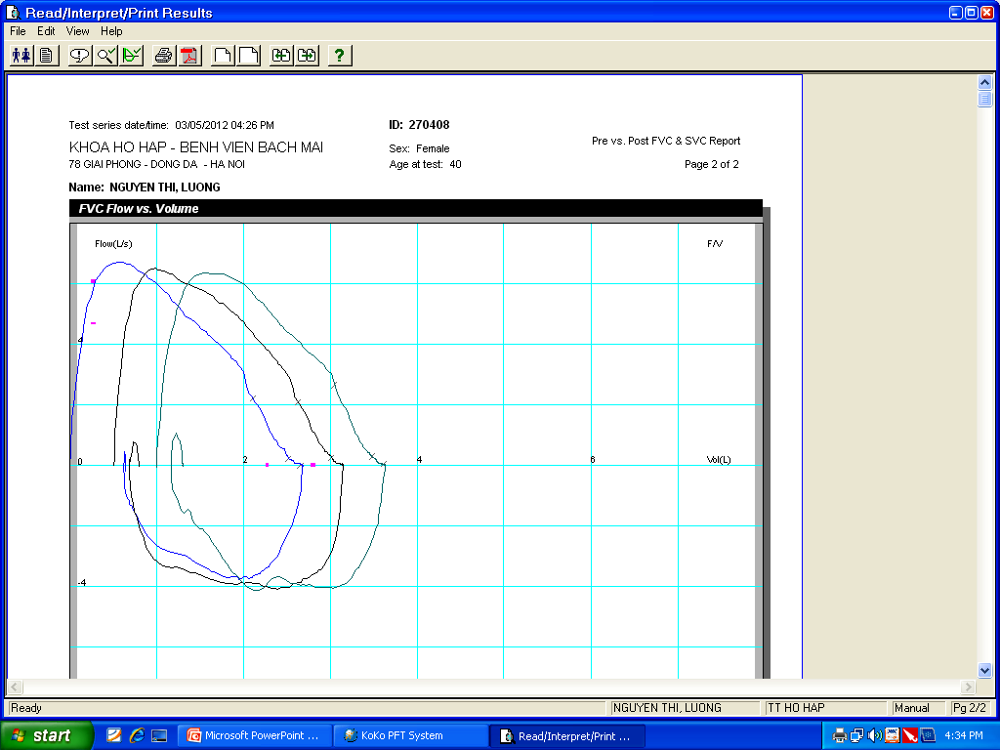 Read/Interpret/Print Results
File Edit View Help
Test series date/time: 03/05/2012 04:26 PM
ID: 270408
KHOA HO HAP - BENH VIEN BACH MAI
Sex: Female
Pre vs. Post FVC & SVC Report
78 GIAI PHONG - DONG DA - HA NOI
Age at test: 40
Page 2 of 2
Name: NGUYEN THI, LUONG
FVC Flow vs. Volume
Flow(L/s)
F/V
4
0
2
4
6
Vol(L)
-4
Ready
NGUYEN THI, LUONG
TT HO HAP
Manual
Pg 2/2
start
Microsoft PowerPoint ...
KoKo PFT System
Read/Interpret/Print ...
4:34 PM